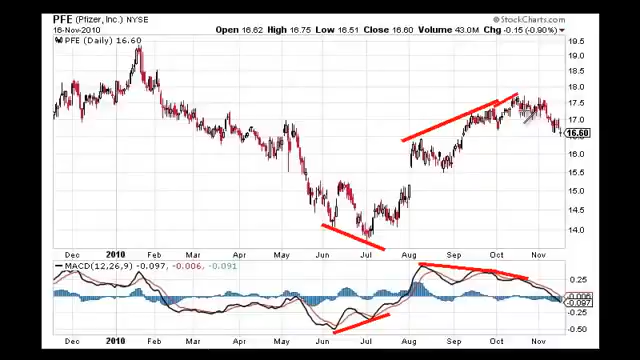 PFE (Pfizer, Inc.) NYSE © StockCharts.com
16-Nov-2010 Open 16.62 High 16.75 Low 16.51 Close 16.60 Volume 43.0M Chg -0.15 (-0.90%)
PFE (Daily) 16.60
19.5
19.0
18.5
18.0
17.5
17.0
16.60
16.0
15.5
15.0
14.5
14.0
Dec 2010 Feb Mar Apr May Jun Jul Aug Sep Oct Nov
MACD(12,26,9) -0.097, -0.006, -0.091
0.25
-0.006
-0.097
-0.25
-0.50
Dec 2010 Feb Mar Apr May Jun Jul Aug Sep Oct Nov